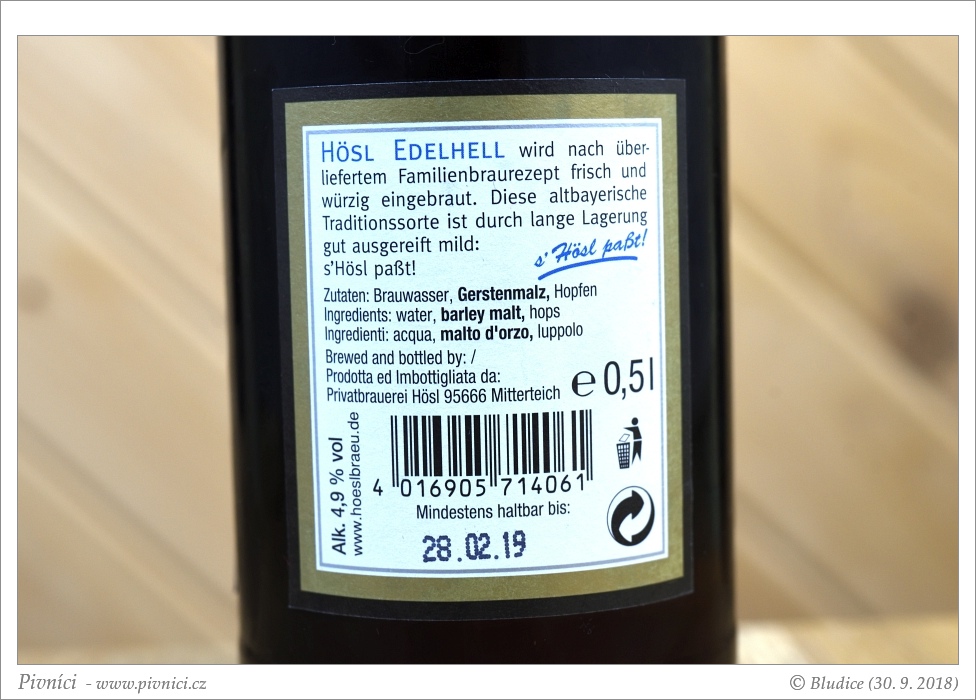 Hösl Edelhell wird nach über-
liefertem Familienbraurezept frisch und
würzig eingebraut. Diese altbayerische
Traditionssorte ist durch lange Lagerung
gut ausgereift mild:
s'Hösl paßt!
s' Hösl paßt!
Zutaten: Brauwasser, Gerstenmalz, Hopfen
Ingredients: water, barley malt, hops
Ingredienti: acqua, malto d'orzo, luppolo
Brewed and bottled by: /
Prodotta ed Imbottigliata da:
Privatbrauerei Hösl 95666 Mitterteich
e 0,5l
Alk. 4,9 % vol
www.hoeslbraeu.de
4 016905 714061
Mindestens haltbar bis:
28.02.19
Pivníci - www.pivnici.cz
© Bludice (30. 9. 2018)